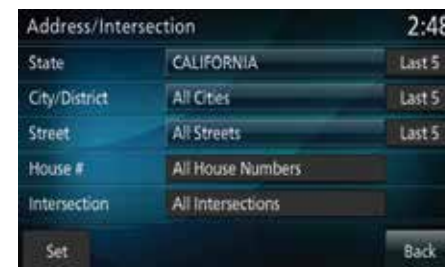 Address/Intersection 2:48
State CALIFORNIA Last 5
City/District All Cities Last 5
Street All Streets Last 5
House # All House Numbers
Intersection All Intersections
Set Back